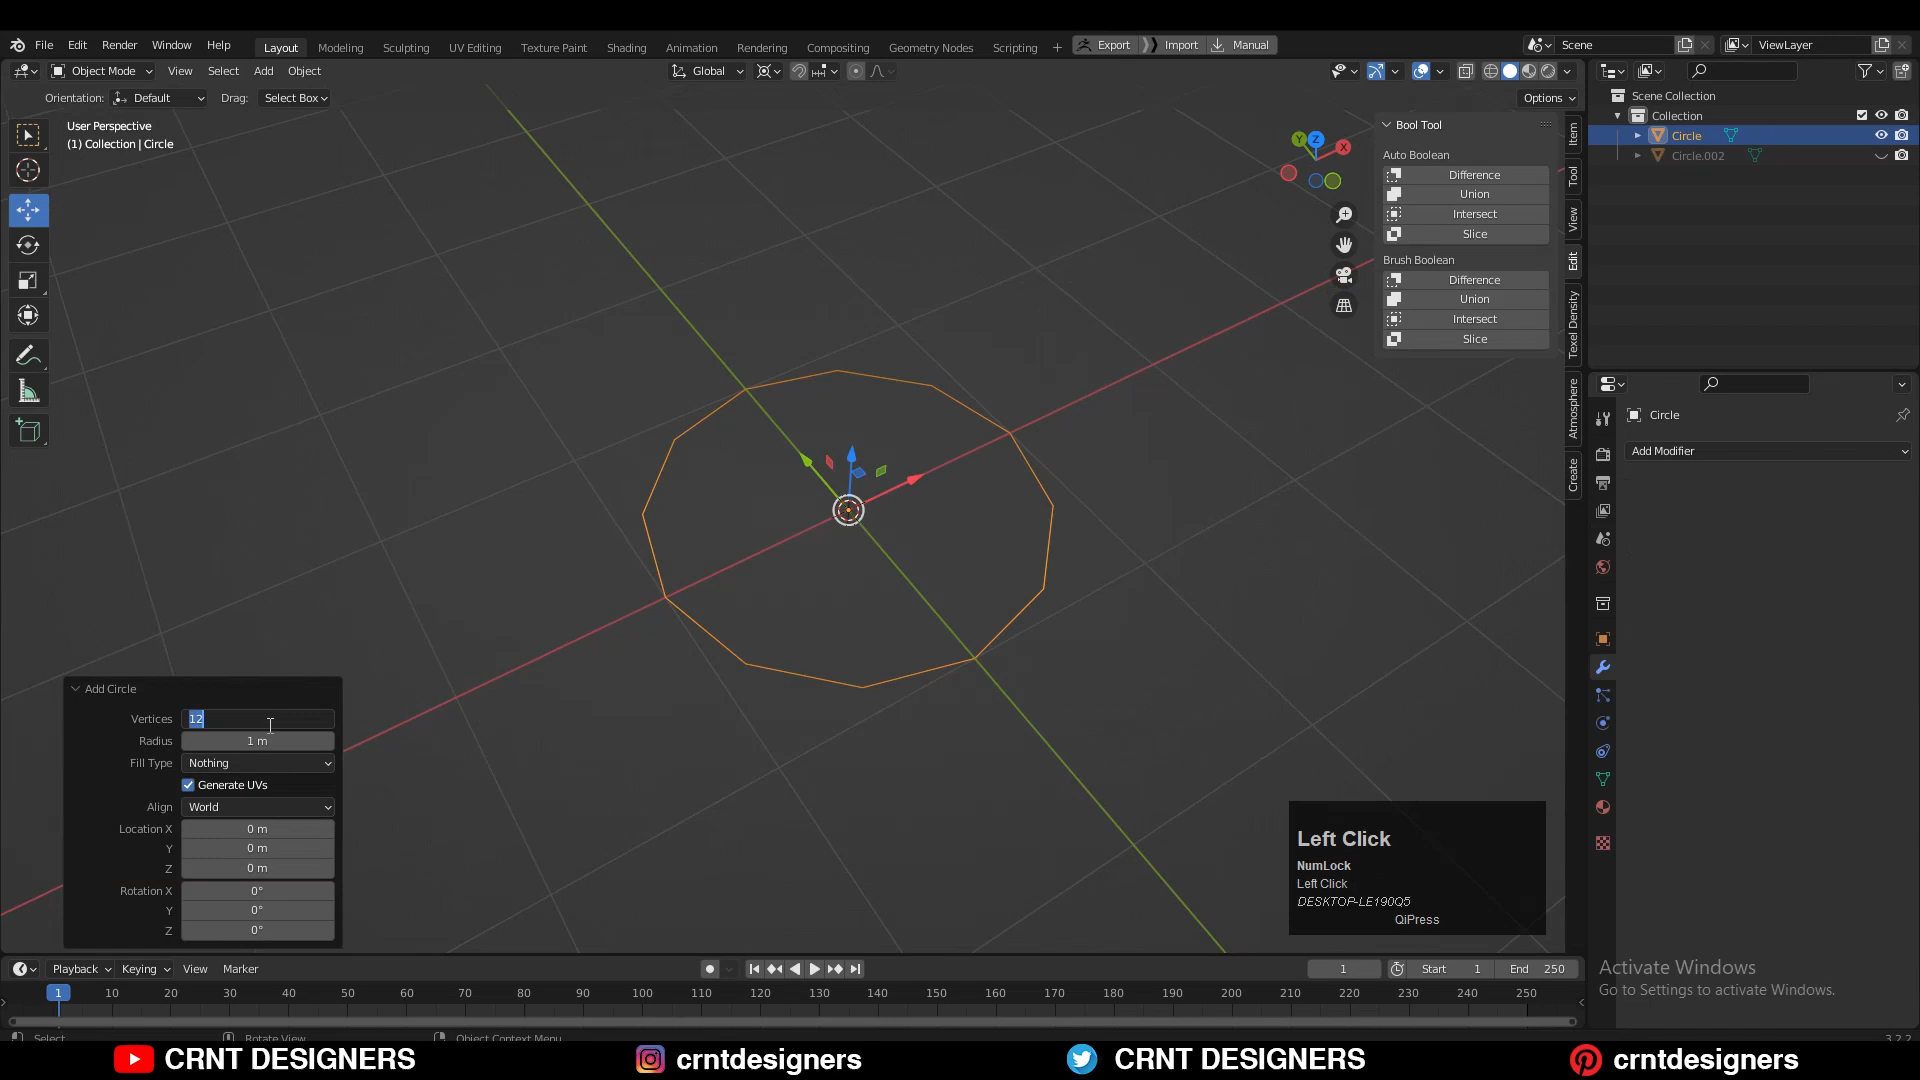 File Edit Render Window Help Layout Modeling Sculpting UV Editing Texture Paint Shading Animation Rendering Compositing Geometry Nodes Scripting + Export Import Manual Scene ViewLayer
Object Mode View Select Add Object Global
Orientation: Default Drag: Select Box Options
User Perspective
(1) Collection | Circle
Scene Collection
Collection
Circle
Circle.002
Bool Tool
Auto Boolean
Difference
Union
Intersect
Slice
Brush Boolean
Difference
Union
Intersect
Slice
Item
Tool
View
Edit
Texel Density
Atmosphere
Create
Y Z X
Circle
Add Modifier
Add Circle
Vertices 12
Radius 1 m
Fill Type Nothing
Generate UVs
Align World
Location X 0 m
Y 0 m
Z 0 m
Rotation X 0°
Y 0°
Z 0°
Left Click
NumLock
Left Click
DESKTOP-LE190Q5
QiPress
Playback Keying View Marker 1 Start 1 End 250
1 10 20 30 40 50 60 70 80 90 100 110 120 130 140 150 160 170 180 190 200 210 220 230 240 250
Activate Windows
Go to Settings to activate Windows.
Select Rotate View Object Context Menu 3.2.2
CRNT DESIGNERS crntdesigners CRNT DESIGNERS crntdesigners